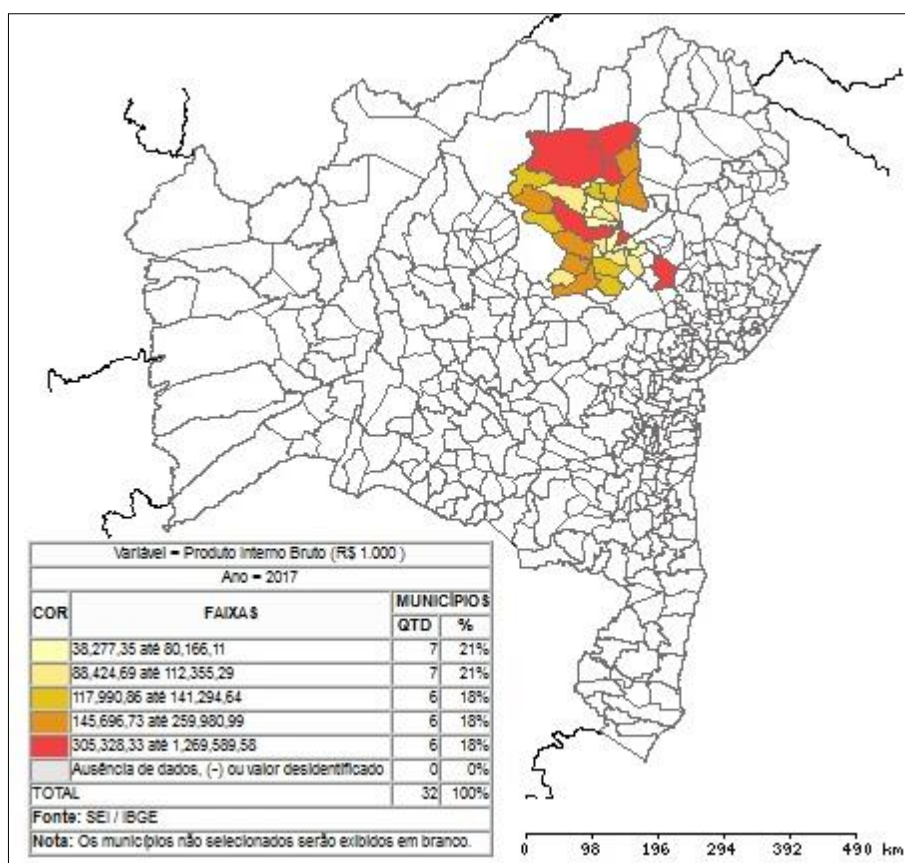 Variável = Produto Interno Bruto (R$ 1.000 )
Ano = 2017
COR FAIXAS MUNICÍPIOS
QTD %
38,277,35 até 80,166,11 7 21%
88,424,69 até 112,355,29 7 21%
117,990,86 até 141,294,64 6 18%
145,696,73 até 259,980,99 6 18%
305,328,33 até 1,269,589,58 6 18%
Ausência de dados, (-) ou valor desidentificado 0 0%
TOTAL 32 100%
Fonte: SEI / IBGE
Nota: Os municípios não selecionados serão exibidos em branco.
0 98 196 294 392 490 km